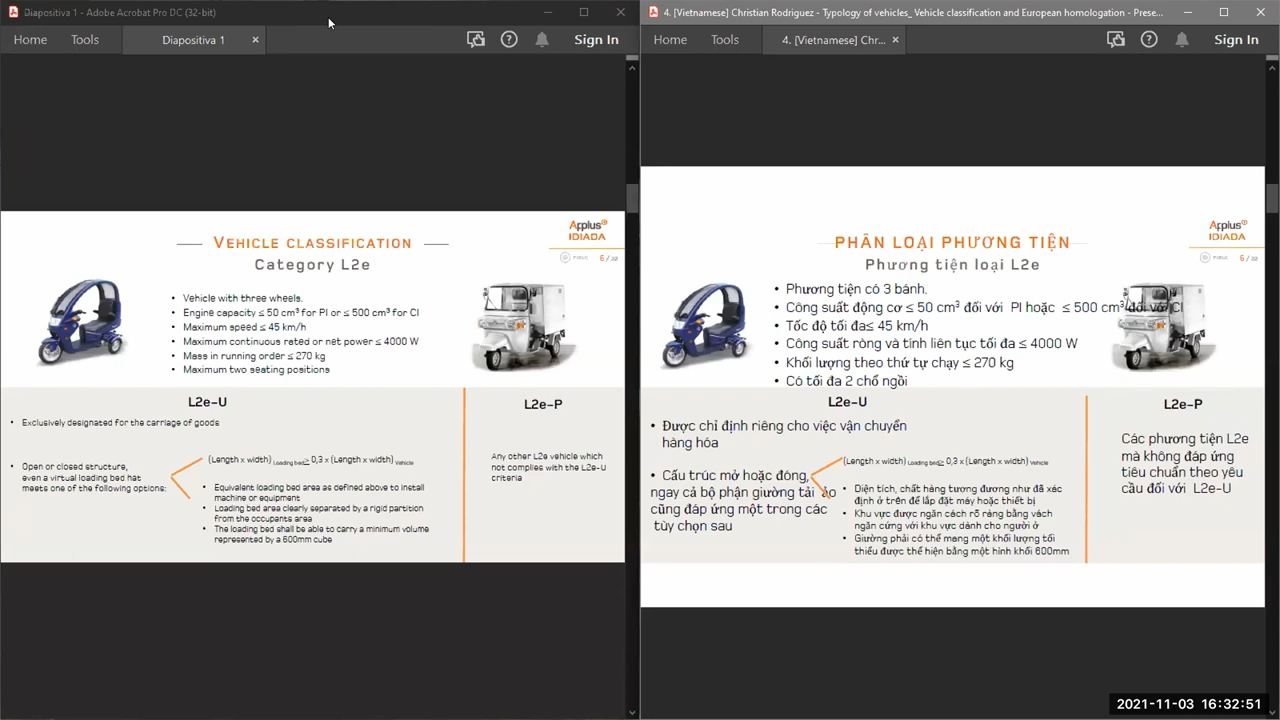 Diapositiva 1 - Adobe Acrobat Pro DC (32-bit)
Home Tools Diapositiva 1 × Sign In
Applus
IDIADA
6 / 22
VEHICLE CLASSIFICATION
Category L2e
• Vehicle with three wheels.
• Engine capacity ≤ 50 cm³ for PI or ≤ 500 cm³ for CI
• Maximum speed ≤ 45 km/h
• Maximum continuous rated or net power ≤ 4000 W
• Mass in running order ≤ 270 kg
• Maximum two seating positions
L2e-U
• Exclusively designated for the carriage of goods
• Open or closed structure,
even a virtual loading bed hat
meets one of the following options:
(Length x width) Loading bed ≥ 0,3 x (Length x width) Vehicle
• Equivalent loading bed area as defined above to install
machine or equipment
• Loading bed area clearly separated by a rigid partition
from the occupants area
• The loading bed shall be able to carry a minimum volume
represented by a 600mm cube
L2e-P
Any other L2e vehicle which
not complies with the L2e-U
criteria
4. [Vietnamese] Christian Rodriguez - Typology of vehicles_ Vehicle classification and European homologation - Prese...
Home Tools 4. [Vietnamese] Chr... × Sign In
Applus
IDIADA
6 / 22
PHÂN LOẠI PHƯƠNG TIỆN
Phương tiện loại L2e
• Phương tiện có 3 bánh.
• Công suất động cơ ≤ 50 cm³ đối với PI hoặc ≤ 500 cm³ đối với CI
• Tốc độ tối đa≤ 45 km/h
• Công suất ròng và tính liên tục tối đa ≤ 4000 W
• Khối lượng theo thứ tự chạy ≤ 270 kg
• Có tối đa 2 chổ ngồi
L2e-U
• Được chỉ định riêng cho việc vận chuyển
hàng hóa
• Cấu trúc mở hoặc đóng,
ngay cả bộ phận giường tải ảo
cũng đáp ứng một trong các
tùy chọn sau
(Length x width) Loading bed ≥ 0,3 x (Length x width) Vehicle
• Diện tích, chất hàng tương đương như đã xác
định ở trên để lắp đặt máy hoặc thiết bị
• Khu vực được ngăn cách rõ ràng bằng vách
ngăn cứng với khu vực dành cho người ở
• Giường phải có thể mang một khối lượng tối
thiểu được thể hiện bằng một hình khối 600mm
L2e-P
Các phương tiện L2e
mà không đáp ứng
tiêu chuẩn theo yêu
cầu đối với L2e-U
2021-11-03 16:32:51